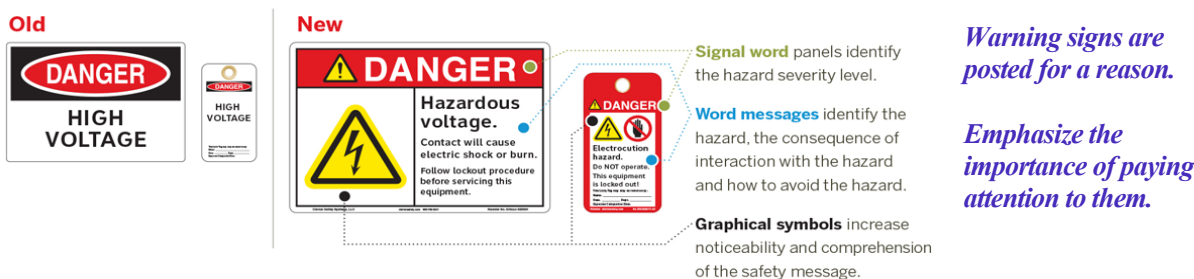 Old
DANGER
HIGH
VOLTAGE
DANGER
HIGH
VOLTAGE
New
DANGER
Hazardous
voltage.
Contact will cause
electric shock or burn.
Follow lockout procedure
before servicing this
equipment.
DANGER
Electrocution
hazard.
Do NOT operate.
This equipment
is locked out!
Signal word panels identify
the hazard severity level.
Word messages identify the
hazard, the consequence of
interaction with the hazard
and how to avoid the hazard.
Graphical symbols increase
noticeability and comprehension
of the safety message.
Warning signs are
posted for a reason.
Emphasize the
importance of paying
attention to them.